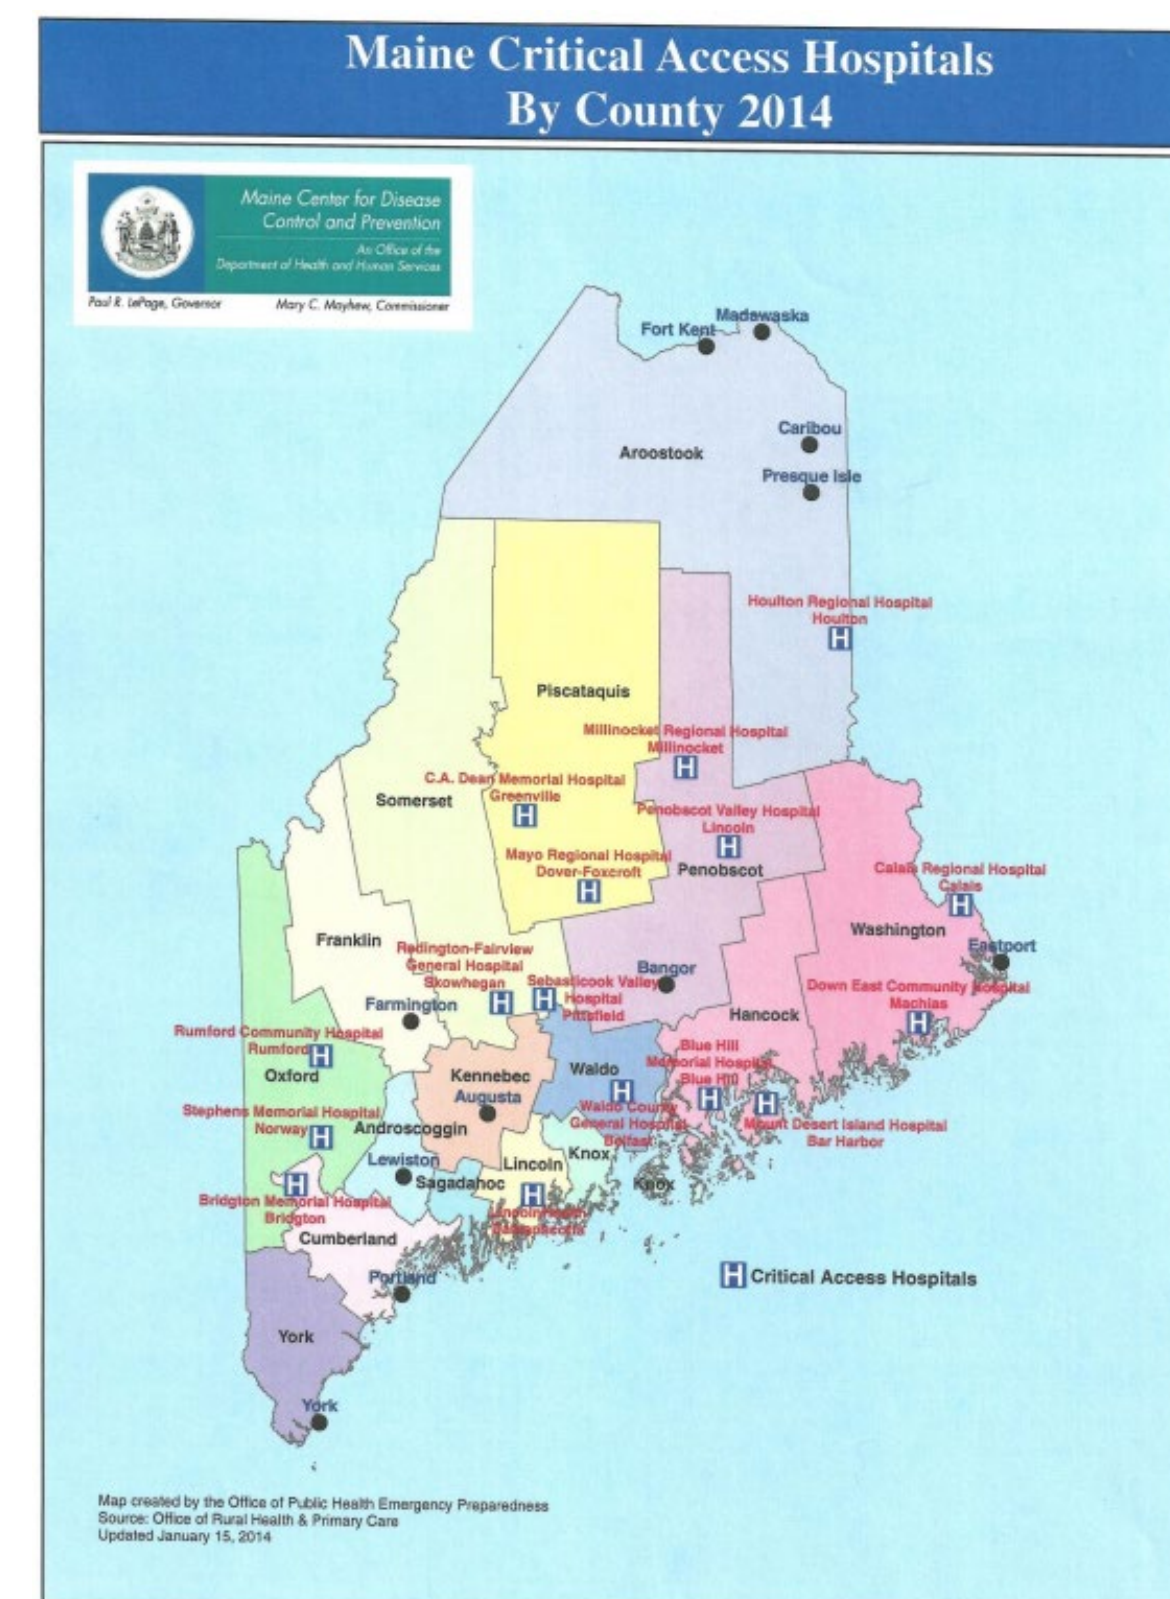 Maine Critical Access Hospitals
By County 2014
Maine Center for Disease
Control and Prevention
An Office of the
Department of Health and Human Services
Paul R. LePage, Governor
Mary C. Mayhew, Commissioner
Madawaska
Fort Kent
Caribou
Aroostook
Presque Isle
Houlton Regional Hospital
Houlton
H
Piscataquis
Millinocket Regional Hospital
Millinocket
H
C.A. Dean Memorial Hospital
Greenville
H
Somerset
Penobscot Valley Hospital
Lincoln
H
Mayo Regional Hospital
Dover-Foxcroft
H
Penobscot
Calais Regional Hospital
Calais
H
Washington
Eastport
Franklin
Redington-Fairview
General Hospital
Skowhegan
H
Sebasticook Valley
Hospital
Pittsfield
H
Bangor
Down East Community Hospital
Machias
H
Farmington
Hancock
Rumford Community Hospital
Rumford
H
Oxford
Kennebec
Augusta
Waldo
H
Waldo County
General Hospital
Belfast
Blue Hill
Memorial Hospital
Blue Hill
H
H
Mount Desert Island Hospital
Bar Harbor
Stephens Memorial Hospital
Norway
H
Androscoggin
Lewiston
Sagadahoc
Lincoln
Knox
Knox
H
H
Bridgton Memorial Hospital
Bridgton
Cumberland
Portland
H Critical Access Hospitals
York
York
Map created by the Office of Public Health Emergency Preparedness
Source: Office of Rural Health & Primary Care
Updated January 15, 2014